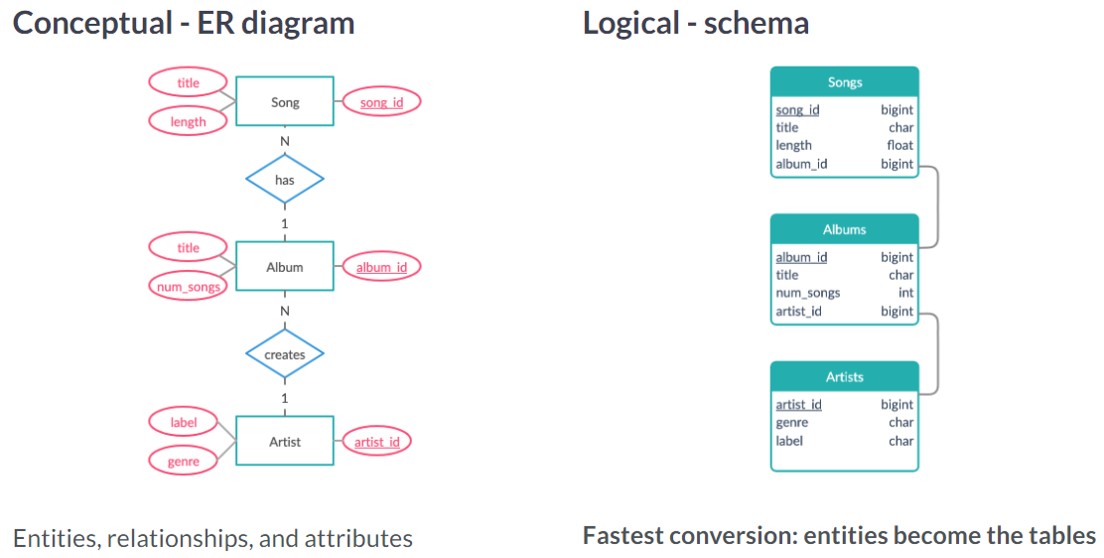 Conceptual - ER diagram
title
Song
song_id
length
N
has
1
title
Album
album_id
num_songs
N
creates
1
label
Artist
artist_id
genre
Entities, relationships, and attributes
Logical - schema
Songs
song_id bigint
title char
length float
album_id bigint
Albums
album_id bigint
title char
num_songs int
artist_id bigint
Artists
artist_id bigint
genre char
label char
Fastest conversion: entities become the tables